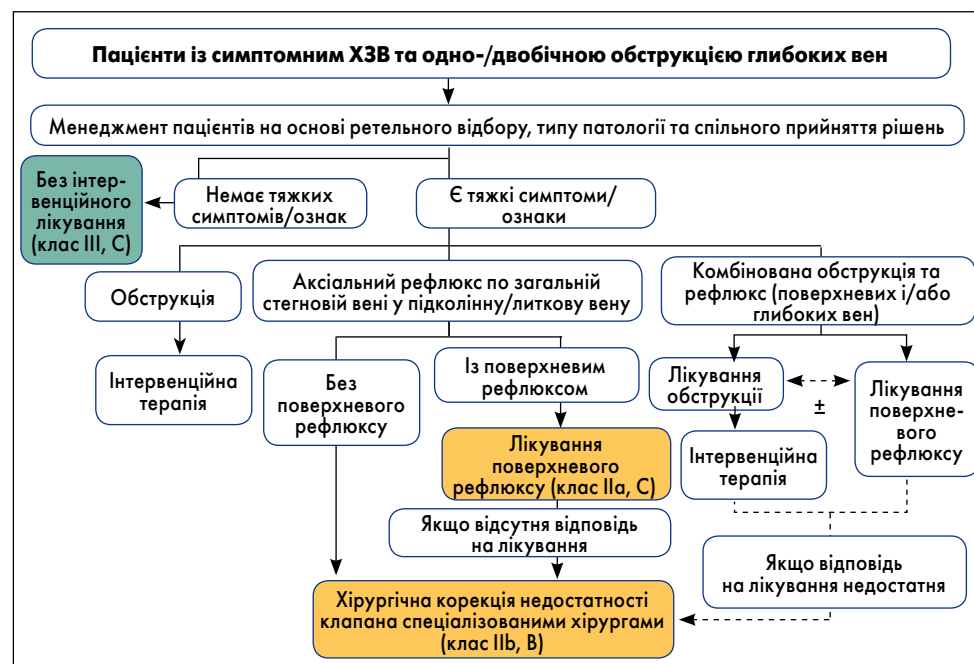 Пацієнти із симптомним ХЗВ та одно-/двобічною обструкцією глибоких вен
Менеджмент пацієнтів на основі ретельного відбору, типу патології та спільного прийняття рішень
Без інтер-
венційного
лікування
(клас III, C)
Немає тяжких
симптомів/ознак
Є тяжкі симптоми/
ознаки
Обструкція
Аксіальний рефлюкс по загальній
стегновій вені у підколінну/литкову вену
Комбінована обструкція та
рефлюкс (поверхневих і/або
глибоких вен)
Інтервенційна
терапія
Без
поверхневого
рефлюксу
Із поверхневим
рефлюксом
Лікування
обструкції
±
Лікування
поверхне-
вого
рефлюксу
Лікування
поверхневого
рефлюксу (клас IIa, C)
Інтервенційна
терапія
Якщо відсутня відповідь
на лікування
Якщо відповідь
на лікування недостатня
Хірургічна корекція недостатності
клапана спеціалізованими хірургами
(клас IIb, B)